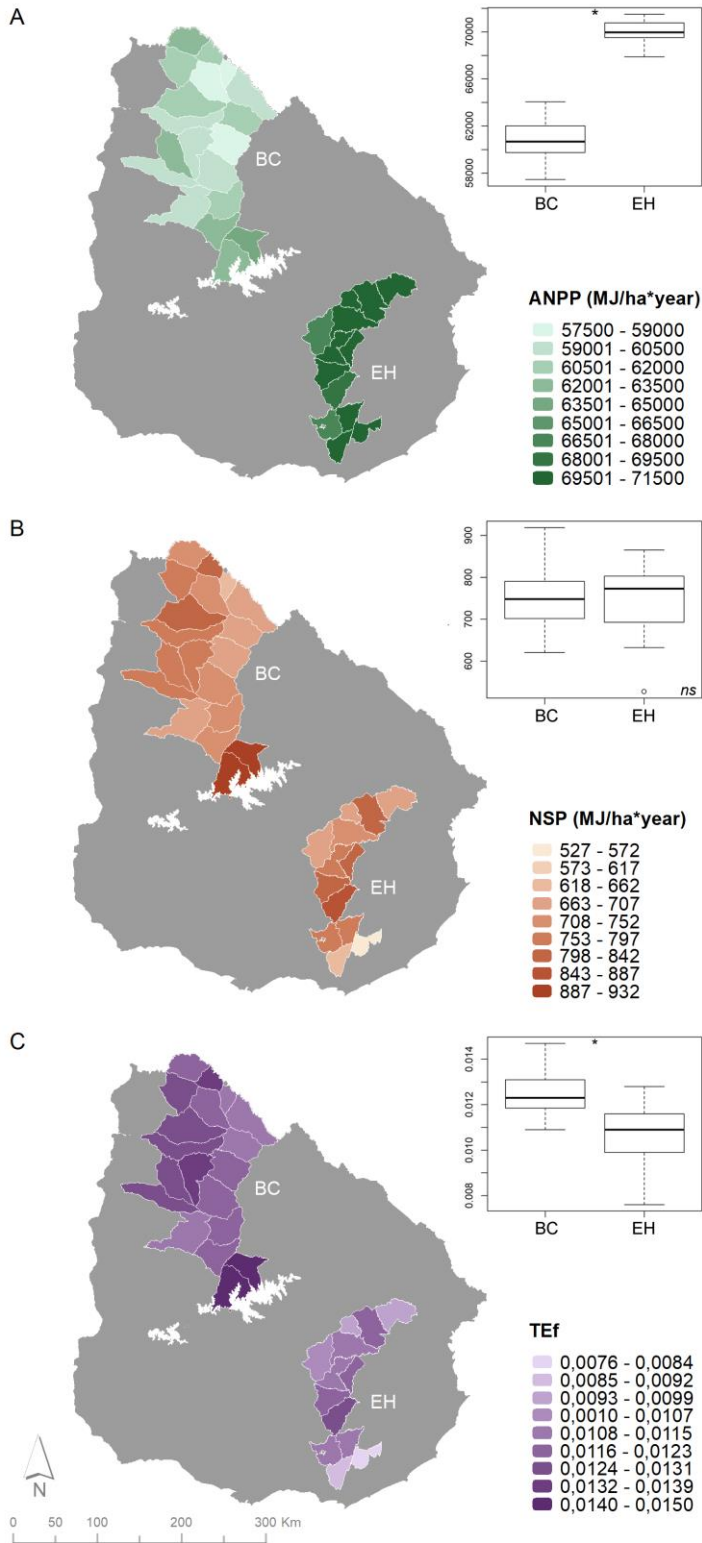 A
BC
EH
70000
66000
62000
58000
*
BC EH
ANPP (MJ/ha*year)
57500 - 59000
59001 - 60500
60501 - 62000
62001 - 63500
63501 - 65000
65001 - 66500
66501 - 68000
68001 - 69500
69501 - 71500
B
BC
EH
900
800
700
600
ns
BC EH
NSP (MJ/ha*year)
527 - 572
573 - 617
618 - 662
663 - 707
708 - 752
753 - 797
798 - 842
843 - 887
887 - 932
C
BC
EH
0.014
0.012
0.010
0.008
*
BC EH
TEf
0,0076 - 0,0084
0,0085 - 0,0092
0,0093 - 0,0099
0,0010 - 0,0107
0,0108 - 0,0115
0,0116 - 0,0123
0,0124 - 0,0131
0,0132 - 0,0139
0,0140 - 0,0150
N
0 50 100 200 300 Km